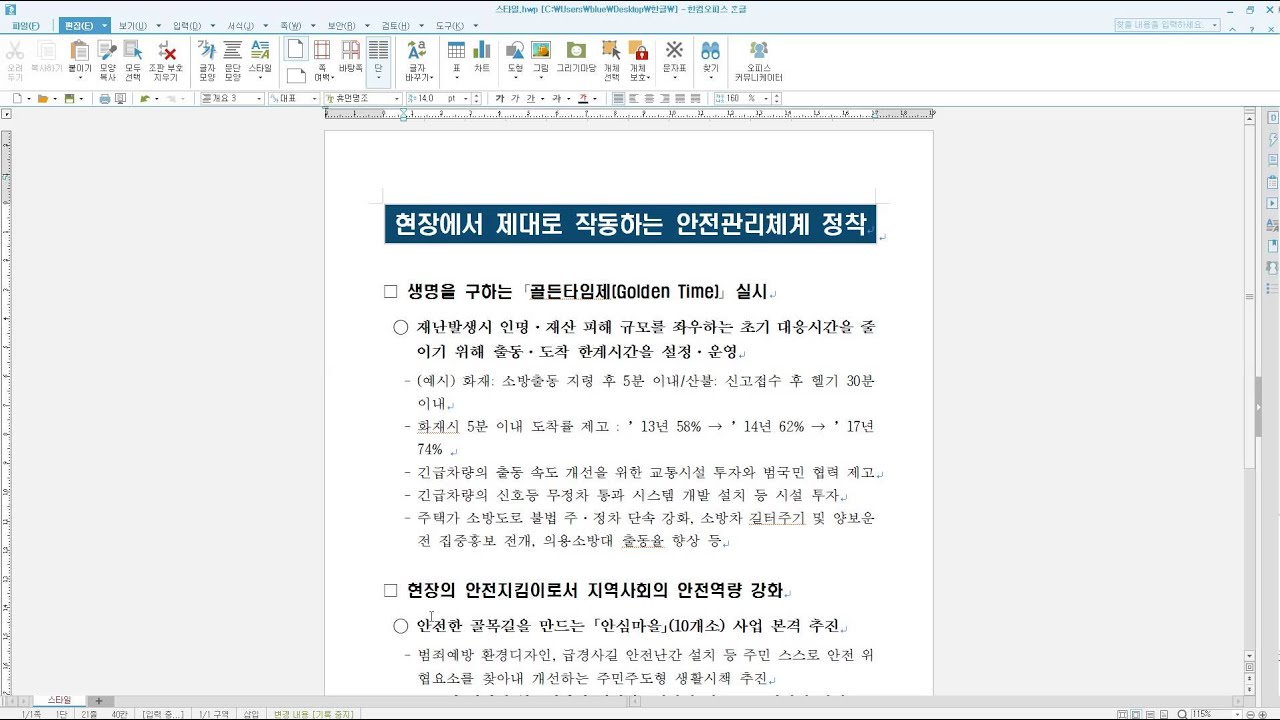 스타일.hwp [C:₩Users₩blue₩Desktop₩한글₩] - 한컴오피스 한글
파일(F) 편집(E) 보기(U) 입력(D) 서식(J) 쪽(W) 보안(R) 검토(H) 도구(K)
찾을 내용을 입력하세요.
오려 두기 복사하기 붙이기 모양 복사 모두 선택 조판 부호 지우기 글자 모양 문단 모양 스타일 쪽 여백 바탕쪽 단 글자 바꾸기 표 차트 도형 그림 그리기마당 개체 선택 개체 보호 문자표 찾기 오피스 커뮤니케이터
개요 3 대표 휴먼명조 14.0 pt 가 가 가 가 가 160 %
현장에서 제대로 작동하는 안전관리체계 정착
□ 생명을 구하는 「골든타임제(Golden Time)」 실시
○ 재난발생시 인명·재산 피해 규모를 좌우하는 초기 대응시간을 줄
이기 위해 출동·도착 한계시간을 설정·운영
- (예시) 화재: 소방출동 지령 후 5분 이내/산불: 신고접수 후 헬기 30분
이내
- 화재시 5분 이내 도착률 제고 : ’13년 58% → ’14년 62% → ’17년
74%
- 긴급차량의 출동 속도 개선을 위한 교통시설 투자와 범국민 협력 제고
- 긴급차량의 신호등 무정차 통과 시스템 개발 설치 등 시설 투자
- 주택가 소방도로 불법 주·정차 단속 강화, 소방차 길터주기 및 양보운
전 집중홍보 전개, 의용소방대 출동율 향상 등
□ 현장의 안전지킴이로서 지역사회의 안전역량 강화
○ 안전한 골목길을 만드는 「안심마을」(10개소) 사업 본격 추진
- 범죄예방 환경디자인, 급경사길 안전난간 설치 등 주민 스스로 안전 위
협요소를 찾아내 개선하는 주민주도형 생활시책 추진
스타일
1/1쪽 1단 21줄 40칸 [입력 중...] 1/1 구역 삽입 변경 내용 [기록 중지] 115%